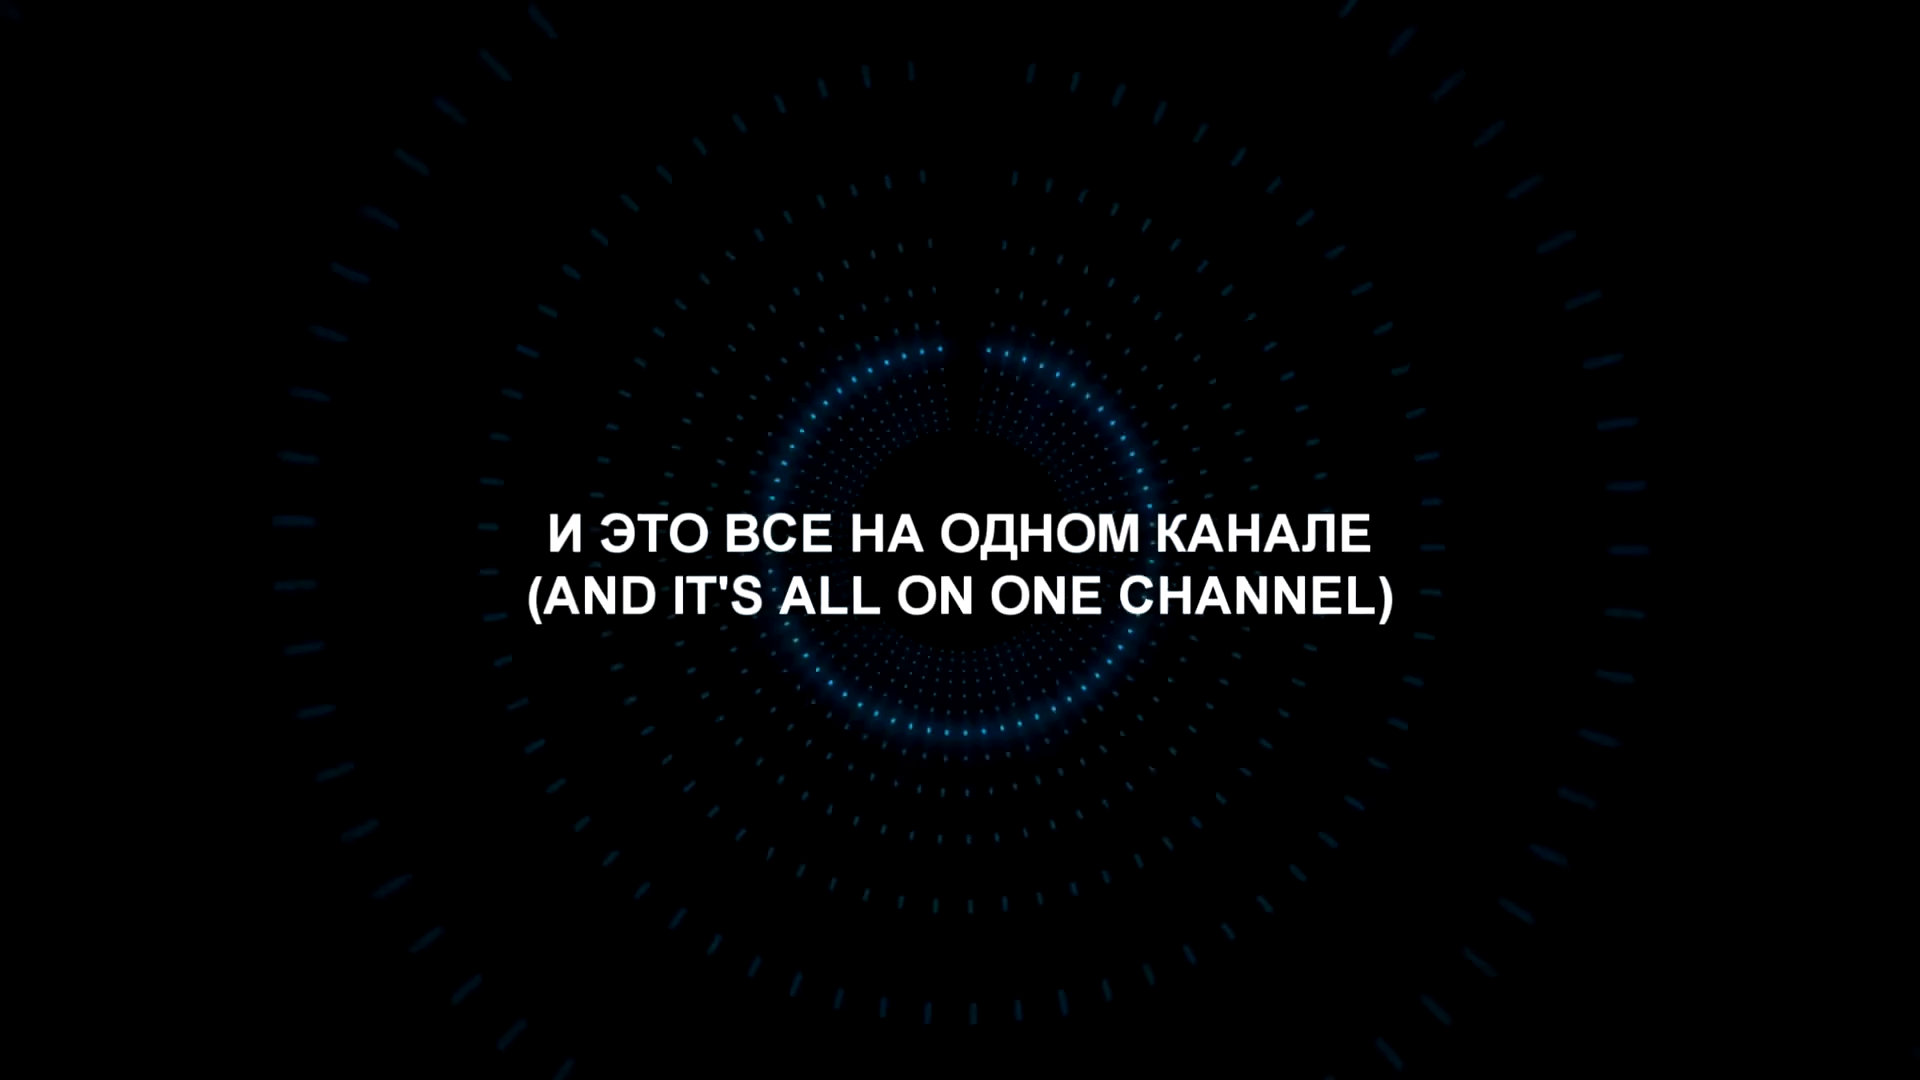 И ЭТО ВСЕ НА ОДНОМ КАНАЛЕ
(AND IT'S ALL ON ONE CHANNEL)